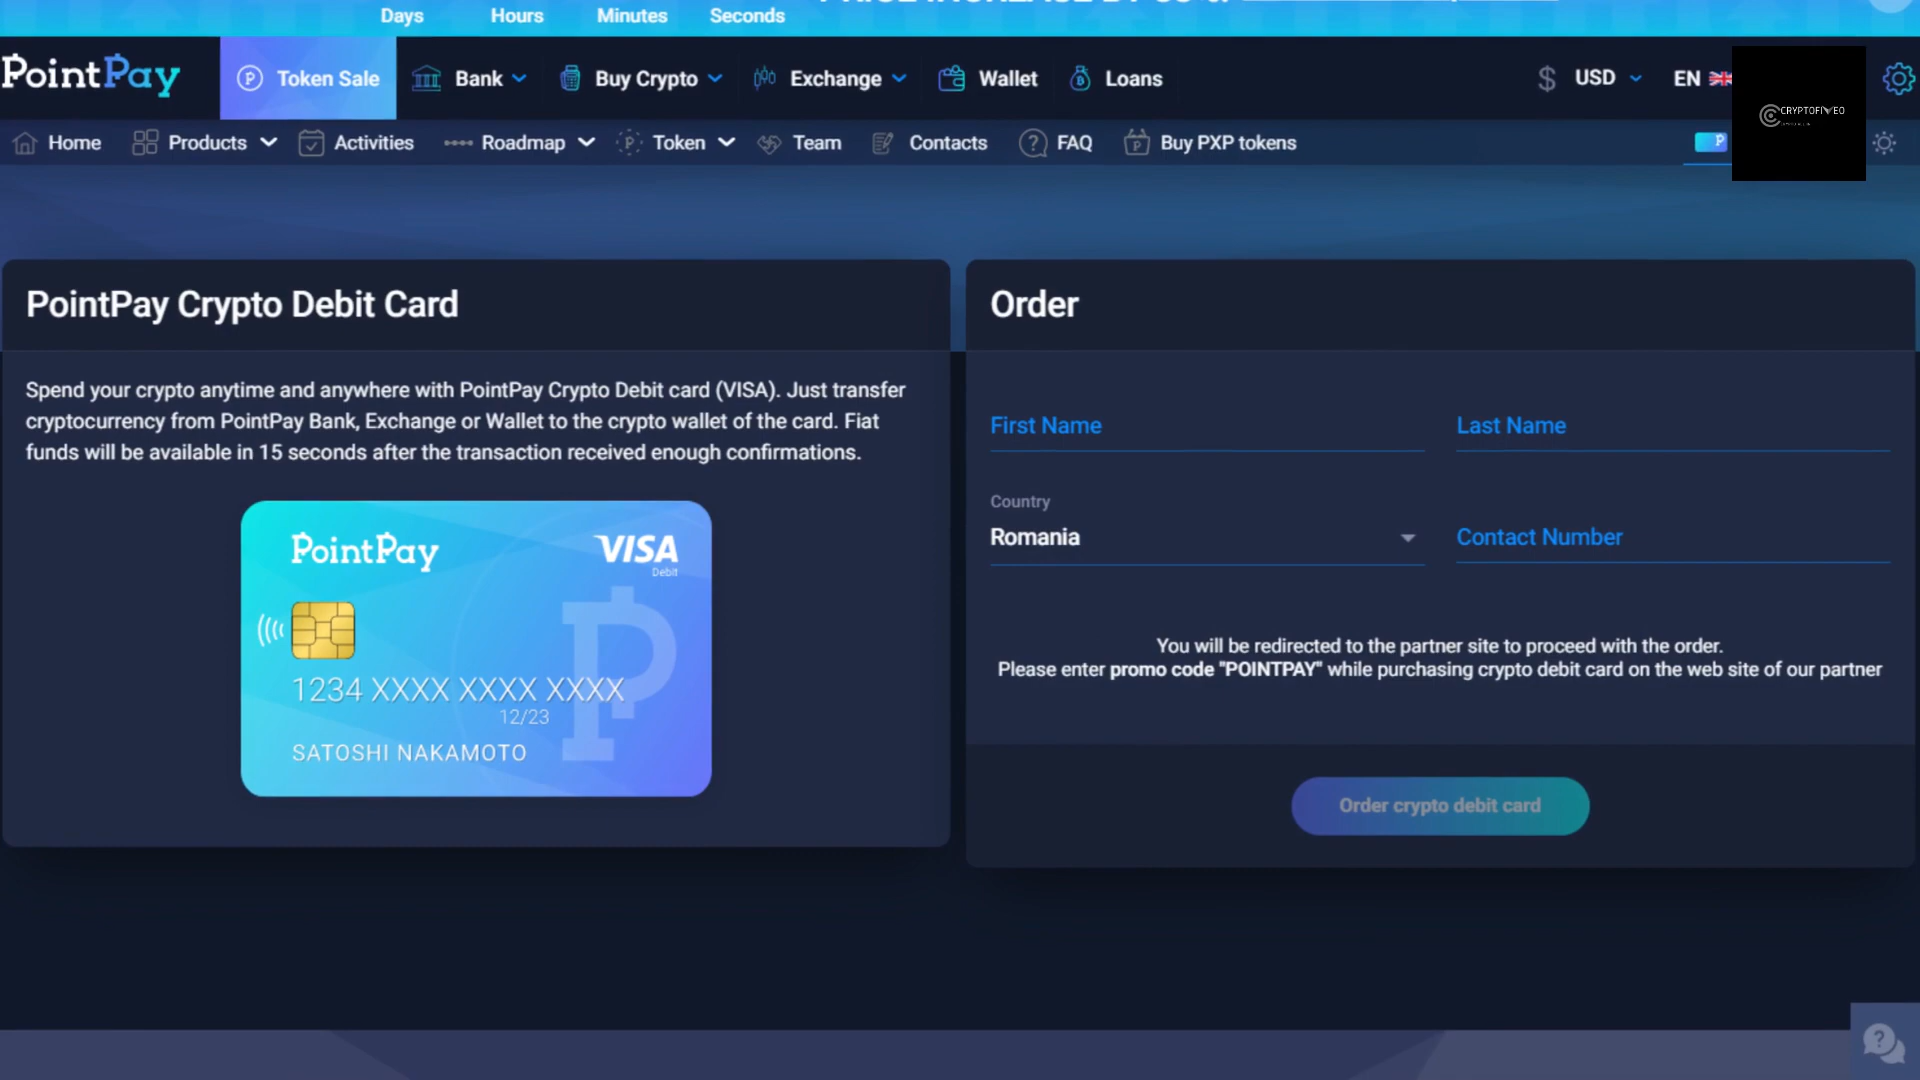 Days Hours Minutes Seconds
PointPay
Token Sale
Bank
Buy Crypto
Exchange
Wallet
Loans
$ USD
EN
CRYPTOFIVEO
Home
Products
Activities
Roadmap
Token
Team
Contacts
FAQ
Buy PXP tokens
PointPay Crypto Debit Card
Spend your crypto anytime and anywhere with PointPay Crypto Debit card (VISA). Just transfer
cryptocurrency from PointPay Bank, Exchange or Wallet to the crypto wallet of the card. Fiat
funds will be available in 15 seconds after the transaction received enough confirmations.
PointPay
VISA
Debit
1234 XXXX XXXX XXXX
12/23
SATOSHI NAKAMOTO
Order
First Name
Last Name
Country
Romania
Contact Number
You will be redirected to the partner site to proceed with the order.
Please enter promo code "POINTPAY" while purchasing crypto debit card on the web site of our partner
Order crypto debit card